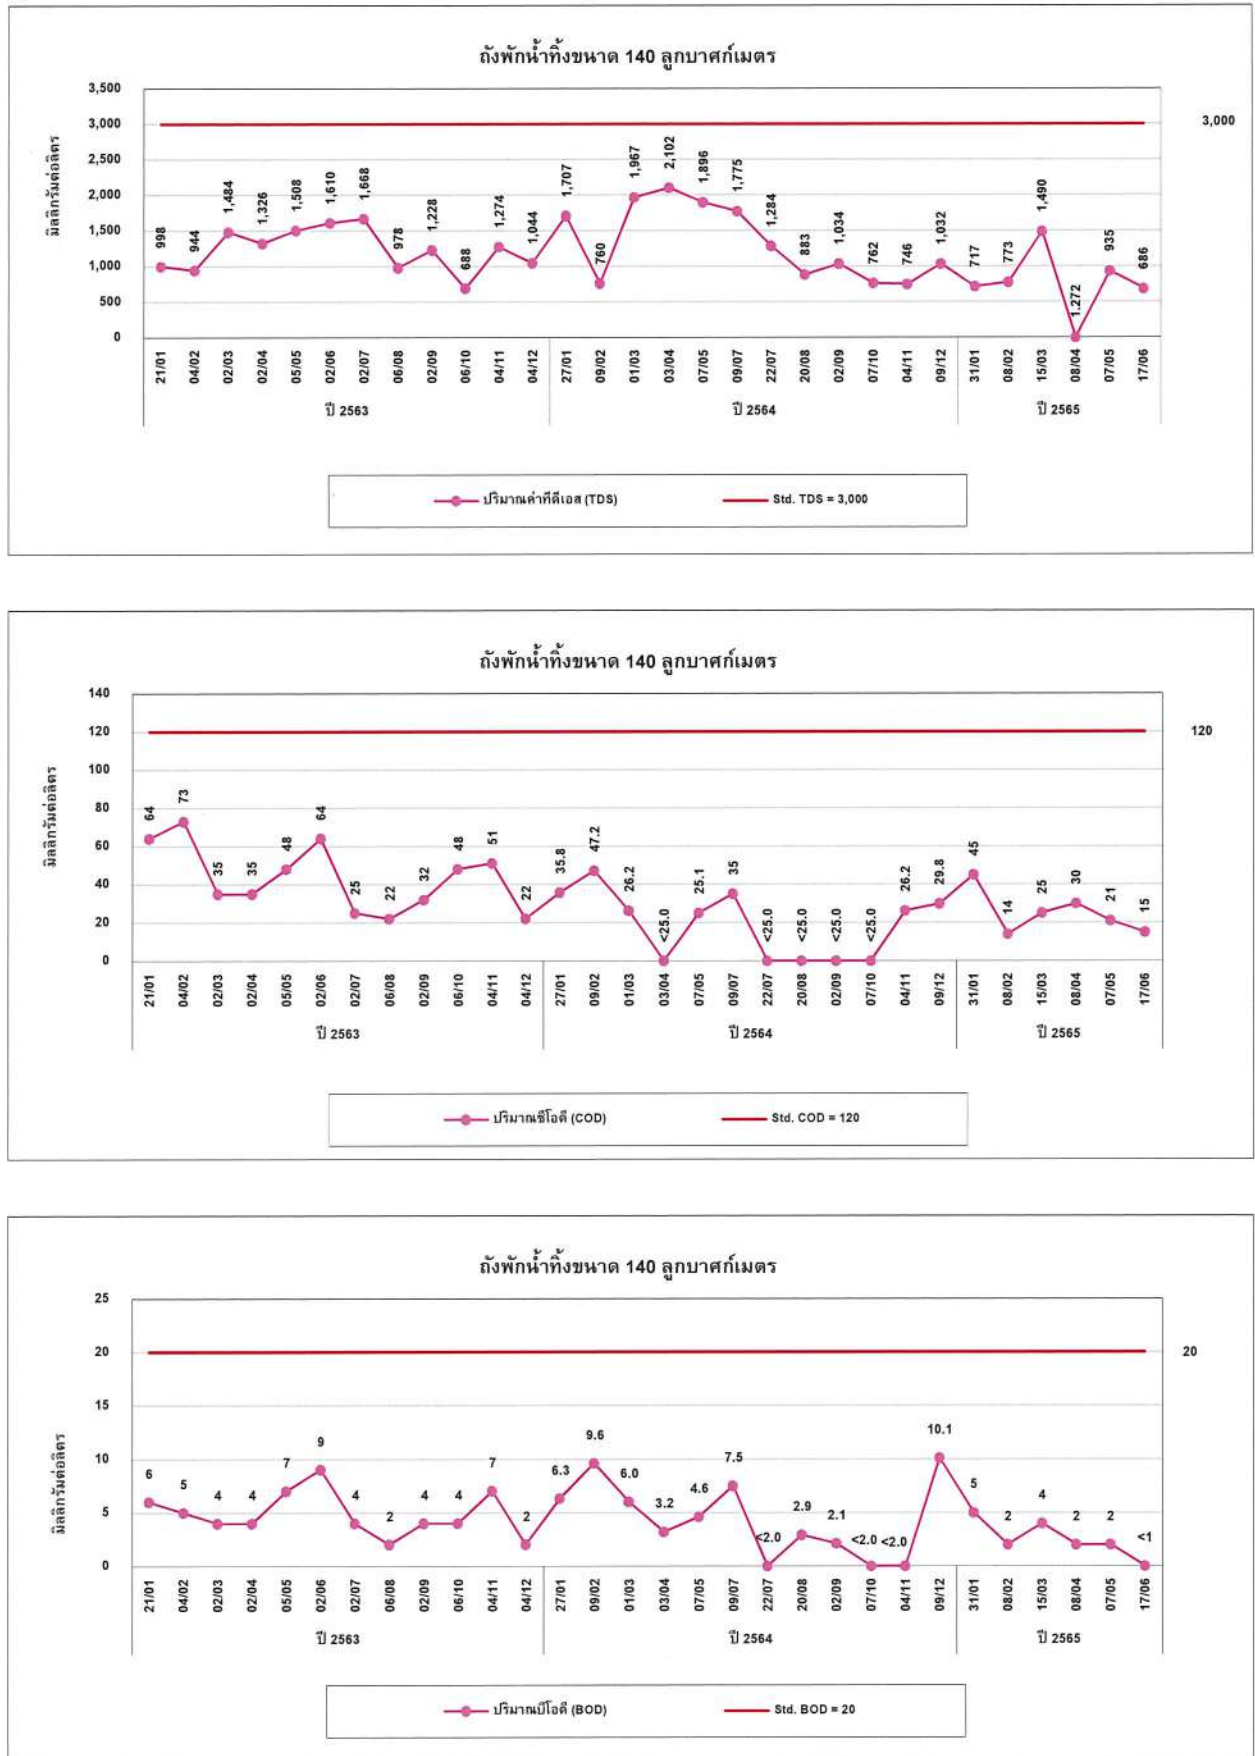 ถังพักน้ำทิ้งขนาด 140 ลูกบาศก์เมตร
มิลลิกรัมต่อลิตร
3,500
3,000
2,500
2,000
1,500
1,000
500
0
3,000
998 944 1,484 1,326 1,508 1,610 1,668 978 1,228 688 1,274 1,044 1,707 760 1,967 2,102 1,896 1,775 1,284 883 1,034 762 746 1,032 717 773 1,490 1.272 935 686
21/01 04/02 02/03 02/04 05/05 02/06 02/07 06/08 02/09 06/10 04/11 04/12 27/01 09/02 01/03 03/04 07/05 09/07 22/07 20/08 02/09 07/10 04/11 09/12 31/01 08/02 15/03 08/04 07/05 17/06
ปี 2563 ปี 2564 ปี 2565
ปริมาณค่าทีดีเอส (TDS) Std. TDS = 3,000
ถังพักน้ำทิ้งขนาด 140 ลูกบาศก์เมตร
มิลลิกรัมต่อลิตร
140
120
100
80
60
40
20
0
120
64 73 35 35 48 64 25 22 32 48 51 22 35.8 47.2 26.2 <25.0 25.1 35 <25.0 <25.0 <25.0 <25.0 26.2 29.8 45 14 25 30 21 15
21/01 04/02 02/03 02/04 05/05 02/06 02/07 06/08 02/09 06/10 04/11 04/12 27/01 09/02 01/03 03/04 07/05 09/07 22/07 20/08 02/09 07/10 04/11 09/12 31/01 08/02 15/03 08/04 07/05 17/06
ปี 2563 ปี 2564 ปี 2565
ปริมาณซีโอดี (COD) Std. COD = 120
ถังพักน้ำทิ้งขนาด 140 ลูกบาศก์เมตร
มิลลิกรัมต่อลิตร
25
20
15
10
5
0
20
6 5 4 4 7 9 4 2 4 4 7 2 6.3 9.6 6.0 3.2 4.6 7.5 <2.0 2.9 2.1 <2.0 <2.0 10.1 5 2 4 2 2 <1
21/01 04/02 02/03 02/04 05/05 02/06 02/07 06/08 02/09 06/10 04/11 04/12 27/01 09/02 01/03 03/04 07/05 09/07 22/07 20/08 02/09 07/10 04/11 09/12 31/01 08/02 15/03 08/04 07/05 17/06
ปี 2563 ปี 2564 ปี 2565
ปริมาณบีโอดี (BOD) Std. BOD = 20